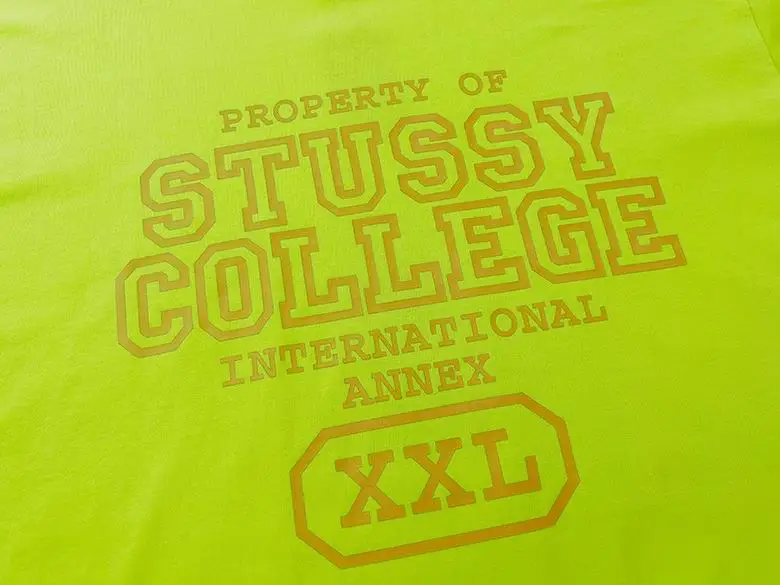 PROPERTY OF
STUSSY
COLLEGE
INTERNATIONAL
ANNEX
XXL